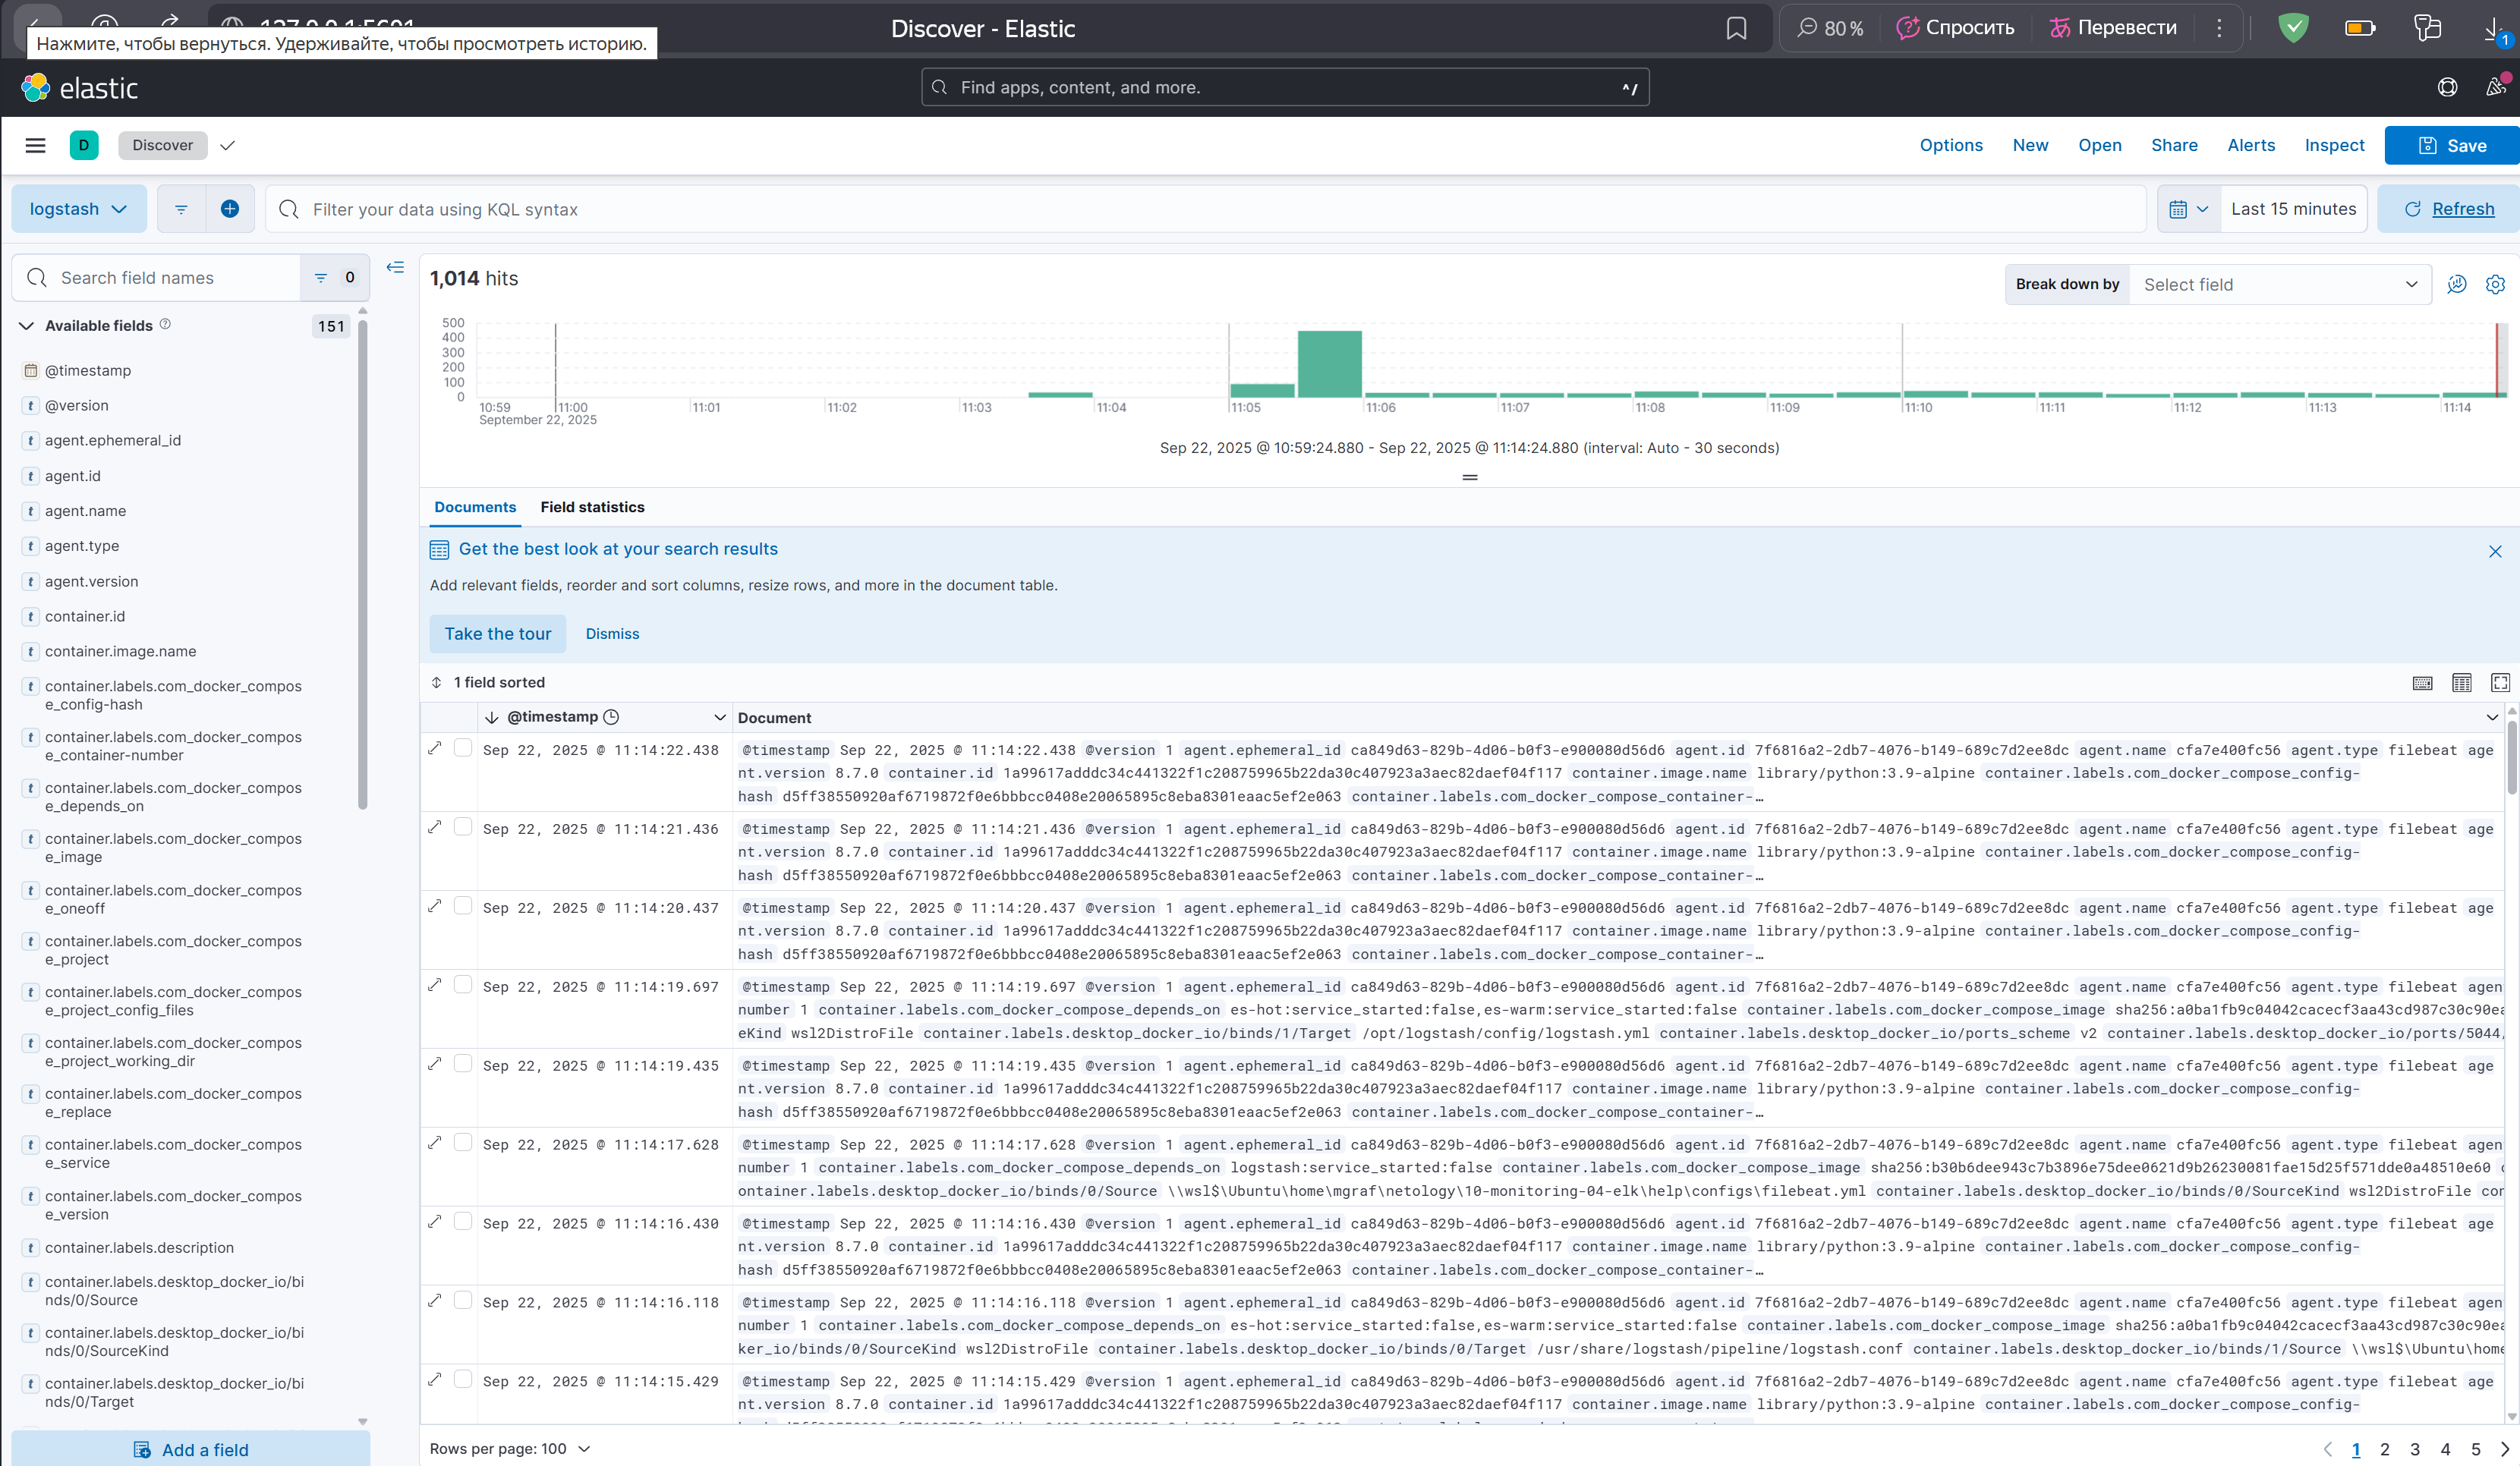 Discover - Elastic
80 %
Спросить
Перевести
1
Нажмите, чтобы вернуться. Удерживайте, чтобы просмотреть историю.
elastic
Find apps, content, and more.
^/
D
Discover
Options
New
Open
Share
Alerts
Inspect
Save
logstash
Filter your data using KQL syntax
Last 15 minutes
Refresh
Search field names
0
Available fields
151
@timestamp
@version
agent.ephemeral_id
agent.id
agent.name
agent.type
agent.version
container.id
container.image.name
container.labels.com_docker_compos
e_config-hash
container.labels.com_docker_compos
e_container-number
container.labels.com_docker_compos
e_depends_on
container.labels.com_docker_compos
e_image
container.labels.com_docker_compos
e_oneoff
container.labels.com_docker_compos
e_project
container.labels.com_docker_compos
e_project_config_files
container.labels.com_docker_compos
e_project_working_dir
container.labels.com_docker_compos
e_replace
container.labels.com_docker_compos
e_service
container.labels.com_docker_compos
e_version
container.labels.description
container.labels.desktop_docker_io/bi
nds/0/Source
container.labels.desktop_docker_io/bi
nds/0/SourceKind
container.labels.desktop_docker_io/bi
nds/0/Target
Add a field
1,014 hits
Break down by
Select field
500
400
300
200
100
0
10:59 11:00 11:01 11:02 11:03 11:04 11:05 11:06 11:07 11:08 11:09 11:10 11:11 11:12 11:13 11:14
September 22, 2025
Sep 22, 2025 @ 10:59:24.880 - Sep 22, 2025 @ 11:14:24.880 (interval: Auto - 30 seconds)
Documents
Field statistics
Get the best look at your search results
Add relevant fields, reorder and sort columns, resize rows, and more in the document table.
Take the tour
Dismiss
1 field sorted
@timestamp
Document
Sep 22, 2025 @ 11:14:22.438 @timestamp Sep 22, 2025 @ 11:14:22.438 @version 1 agent.ephemeral_id ca849d63-829b-4d06-b0f3-e900080d56d6 agent.id 7f6816a2-2db7-4076-b149-689c7d2ee8dc agent.name cfa7e400fc56 agent.type filebeat age
nt.version 8.7.0 container.id 1a99617adddc34c441322f1c208759965b22da30c407923a3aec82daef04f117 container.image.name library/python:3.9-alpine container.labels.com_docker_compose_config-
hash d5ff38550920af6719872f0e6bbbcc0408e20065895c8eba8301eaac5ef2e063 container.labels.com_docker_compose_container-…
Sep 22, 2025 @ 11:14:21.436 @timestamp Sep 22, 2025 @ 11:14:21.436 @version 1 agent.ephemeral_id ca849d63-829b-4d06-b0f3-e900080d56d6 agent.id 7f6816a2-2db7-4076-b149-689c7d2ee8dc agent.name cfa7e400fc56 agent.type filebeat age
nt.version 8.7.0 container.id 1a99617adddc34c441322f1c208759965b22da30c407923a3aec82daef04f117 container.image.name library/python:3.9-alpine container.labels.com_docker_compose_config-
hash d5ff38550920af6719872f0e6bbbcc0408e20065895c8eba8301eaac5ef2e063 container.labels.com_docker_compose_container-…
Sep 22, 2025 @ 11:14:20.437 @timestamp Sep 22, 2025 @ 11:14:20.437 @version 1 agent.ephemeral_id ca849d63-829b-4d06-b0f3-e900080d56d6 agent.id 7f6816a2-2db7-4076-b149-689c7d2ee8dc agent.name cfa7e400fc56 agent.type filebeat age
nt.version 8.7.0 container.id 1a99617adddc34c441322f1c208759965b22da30c407923a3aec82daef04f117 container.image.name library/python:3.9-alpine container.labels.com_docker_compose_config-
hash d5ff38550920af6719872f0e6bbbcc0408e20065895c8eba8301eaac5ef2e063 container.labels.com_docker_compose_container-…
Sep 22, 2025 @ 11:14:19.697 @timestamp Sep 22, 2025 @ 11:14:19.697 @version 1 agent.ephemeral_id ca849d63-829b-4d06-b0f3-e900080d56d6 agent.id 7f6816a2-2db7-4076-b149-689c7d2ee8dc agent.name cfa7e400fc56 agent.type filebeat agen
number 1 container.labels.com_docker_compose_depends_on es-hot:service_started:false,es-warm:service_started:false container.labels.com_docker_compose_image sha256:a0ba1fb9c04042cacecf3aa43cd987c30c90ea
eKind wsl2DistroFile container.labels.desktop_docker_io/binds/1/Target /opt/logstash/config/logstash.yml container.labels.desktop_docker_io/ports_scheme v2 container.labels.desktop_docker_io/ports/5044,
Sep 22, 2025 @ 11:14:19.435 @timestamp Sep 22, 2025 @ 11:14:19.435 @version 1 agent.ephemeral_id ca849d63-829b-4d06-b0f3-e900080d56d6 agent.id 7f6816a2-2db7-4076-b149-689c7d2ee8dc agent.name cfa7e400fc56 agent.type filebeat age
nt.version 8.7.0 container.id 1a99617adddc34c441322f1c208759965b22da30c407923a3aec82daef04f117 container.image.name library/python:3.9-alpine container.labels.com_docker_compose_config-
hash d5ff38550920af6719872f0e6bbbcc0408e20065895c8eba8301eaac5ef2e063 container.labels.com_docker_compose_container-…
Sep 22, 2025 @ 11:14:17.628 @timestamp Sep 22, 2025 @ 11:14:17.628 @version 1 agent.ephemeral_id ca849d63-829b-4d06-b0f3-e900080d56d6 agent.id 7f6816a2-2db7-4076-b149-689c7d2ee8dc agent.name cfa7e400fc56 agent.type filebeat agen
number 1 container.labels.com_docker_compose_depends_on logstash:service_started:false container.labels.com_docker_compose_image sha256:b30b6dee943c7b3896e75dee0621d9b26230081fae15d25f571dde0a48510e60 c
ontainer.labels.desktop_docker_io/binds/0/Source \\wsl$\Ubuntu\home\mgraf\netology\10-monitoring-04-elk\help\configs\filebeat.yml container.labels.desktop_docker_io/binds/0/SourceKind wsl2DistroFile con
Sep 22, 2025 @ 11:14:16.430 @timestamp Sep 22, 2025 @ 11:14:16.430 @version 1 agent.ephemeral_id ca849d63-829b-4d06-b0f3-e900080d56d6 agent.id 7f6816a2-2db7-4076-b149-689c7d2ee8dc agent.name cfa7e400fc56 agent.type filebeat age
nt.version 8.7.0 container.id 1a99617adddc34c441322f1c208759965b22da30c407923a3aec82daef04f117 container.image.name library/python:3.9-alpine container.labels.com_docker_compose_config-
hash d5ff38550920af6719872f0e6bbbcc0408e20065895c8eba8301eaac5ef2e063 container.labels.com_docker_compose_container-…
Sep 22, 2025 @ 11:14:16.118 @timestamp Sep 22, 2025 @ 11:14:16.118 @version 1 agent.ephemeral_id ca849d63-829b-4d06-b0f3-e900080d56d6 agent.id 7f6816a2-2db7-4076-b149-689c7d2ee8dc agent.name cfa7e400fc56 agent.type filebeat agen
number 1 container.labels.com_docker_compose_depends_on es-hot:service_started:false,es-warm:service_started:false container.labels.com_docker_compose_image sha256:a0ba1fb9c04042cacecf3aa43cd987c30c90ea
ker_io/binds/0/SourceKind wsl2DistroFile container.labels.desktop_docker_io/binds/0/Target /usr/share/logstash/pipeline/logstash.conf container.labels.desktop_docker_io/binds/1/Source \\wsl$\Ubuntu\home
Sep 22, 2025 @ 11:14:15.429 @timestamp Sep 22, 2025 @ 11:14:15.429 @version 1 agent.ephemeral_id ca849d63-829b-4d06-b0f3-e900080d56d6 agent.id 7f6816a2-2db7-4076-b149-689c7d2ee8dc agent.name cfa7e400fc56 agent.type filebeat age
nt.version 8.7.0 container.id 1a99617adddc34c441322f1c208759965b22da30c407923a3aec82daef04f117 container.image.name library/python:3.9-alpine container.labels.com_docker_compose_config-
Rows per page: 100
1 2 3 4 5